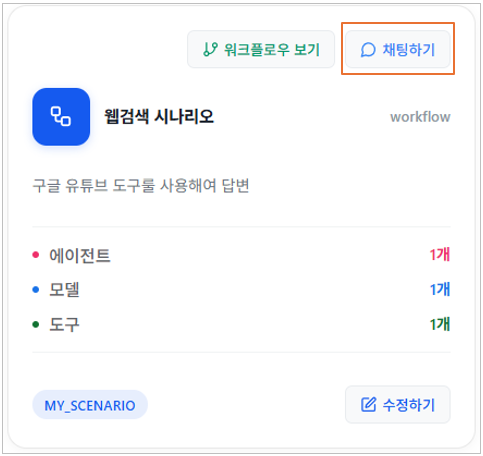 워크플로우 보기
채팅하기
웹검색 시나리오
workflow
구글 유튜브 도구룰 사용해여 답변
에이전트 1개
모델 1개
도구 1개
MY_SCENARIO
수정하기